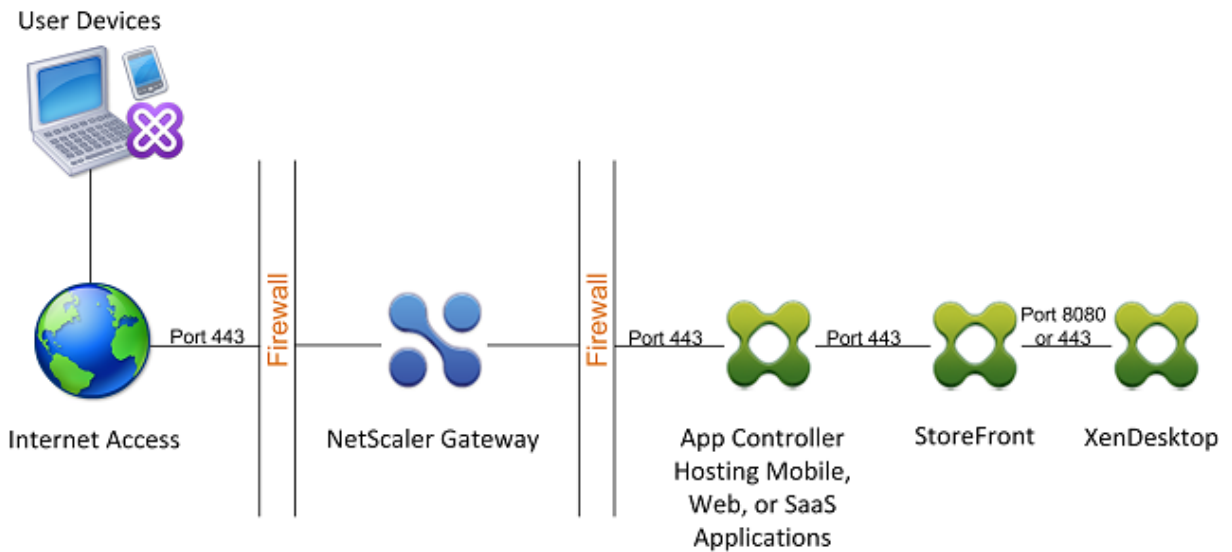 User Devices
Port 443
Firewall
Firewall
Port 443
Port 443
Port 8080
or 443
Internet Access
NetScaler Gateway
App Controller
Hosting Mobile,
Web, or SaaS
Applications
StoreFront
XenDesktop